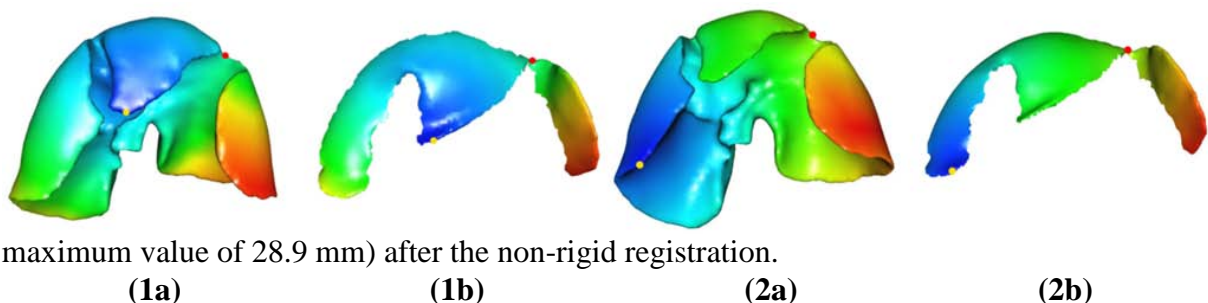 maximum value of 28.9 mm) after the non-rigid registration.
(1a) (1b) (2a) (2b)